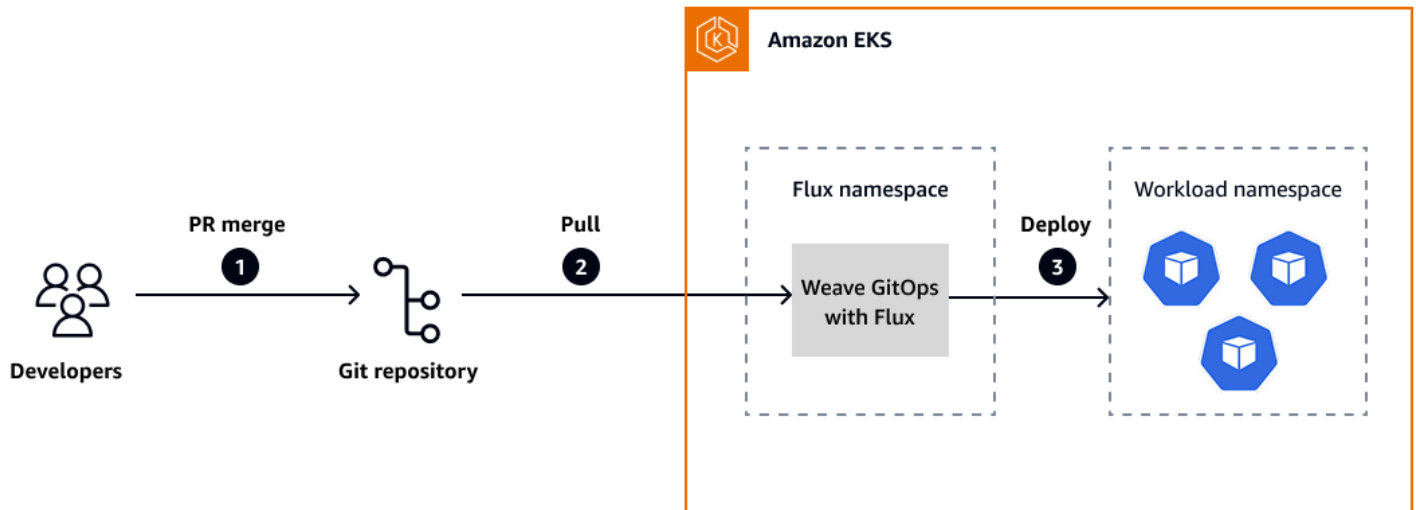 Amazon EKS
Flux namespace
Workload namespace
PR merge
Pull
Deploy
1
2
3
Weave GitOps
with Flux
Developers
Git repository
K